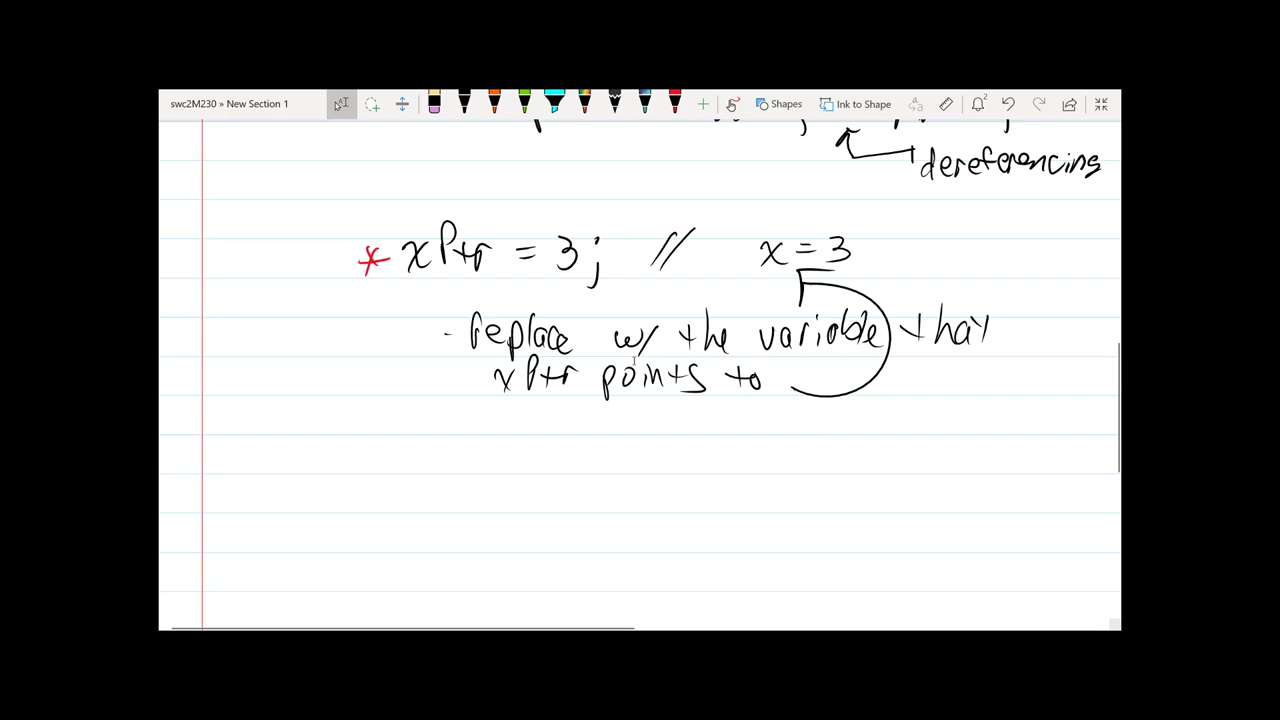 swc2M230 » New Section 1
Shapes
Ink to Shape
2
dereferencing
* xPtr = 3; // x = 3
- replace w/ the variable that
xPtr points to